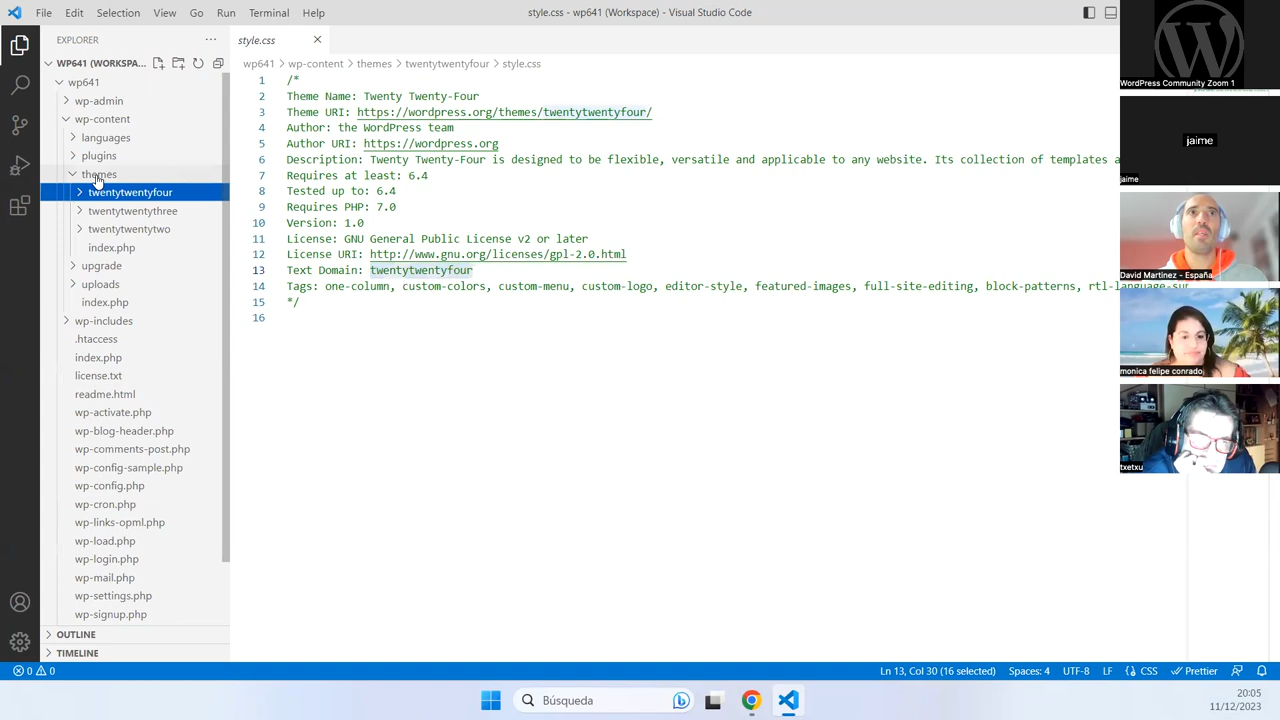 File Edit Selection View Go Run Terminal Help
style.css - wp641 (Workspace) - Visual Studio Code
EXPLORER
WP641 (WORKSPA...
wp641
wp-admin
wp-content
languages
plugins
themes
twentytwentyfour
twentytwentythree
twentytwentytwo
index.php
upgrade
uploads
index.php
wp-includes
.htaccess
index.php
license.txt
readme.html
wp-activate.php
wp-blog-header.php
wp-comments-post.php
wp-config-sample.php
wp-config.php
wp-cron.php
wp-links-opml.php
wp-load.php
wp-login.php
wp-mail.php
wp-settings.php
wp-signup.php
OUTLINE
TIMELINE
style.css
wp641 > wp-content > themes > twentytwentyfour > style.css
1 /*
2 Theme Name: Twenty Twenty-Four
3 Theme URI: https://wordpress.org/themes/twentytwentyfour/
4 Author: the WordPress team
5 Author URI: https://wordpress.org
6 Description: Twenty Twenty-Four is designed to be flexible, versatile and applicable to any website. Its collection of templates a
7 Requires at least: 6.4
8 Tested up to: 6.4
9 Requires PHP: 7.0
10 Version: 1.0
11 License: GNU General Public License v2 or later
12 License URI: http://www.gnu.org/licenses/gpl-2.0.html
13 Text Domain: twentytwentyfour
14 Tags: one-column, custom-colors, custom-menu, custom-logo, editor-style, featured-images, full-site-editing, block-patterns, rtl-language-su
15 */
16
WordPress Community Zoom 1
jaime
jaime
David Martinez - España
monica felipe conrado
txetxu
0 0
Ln 13, Col 30 (16 selected) Spaces: 4 UTF-8 LF CSS Prettier
Búsqueda
20:05
11/12/2023